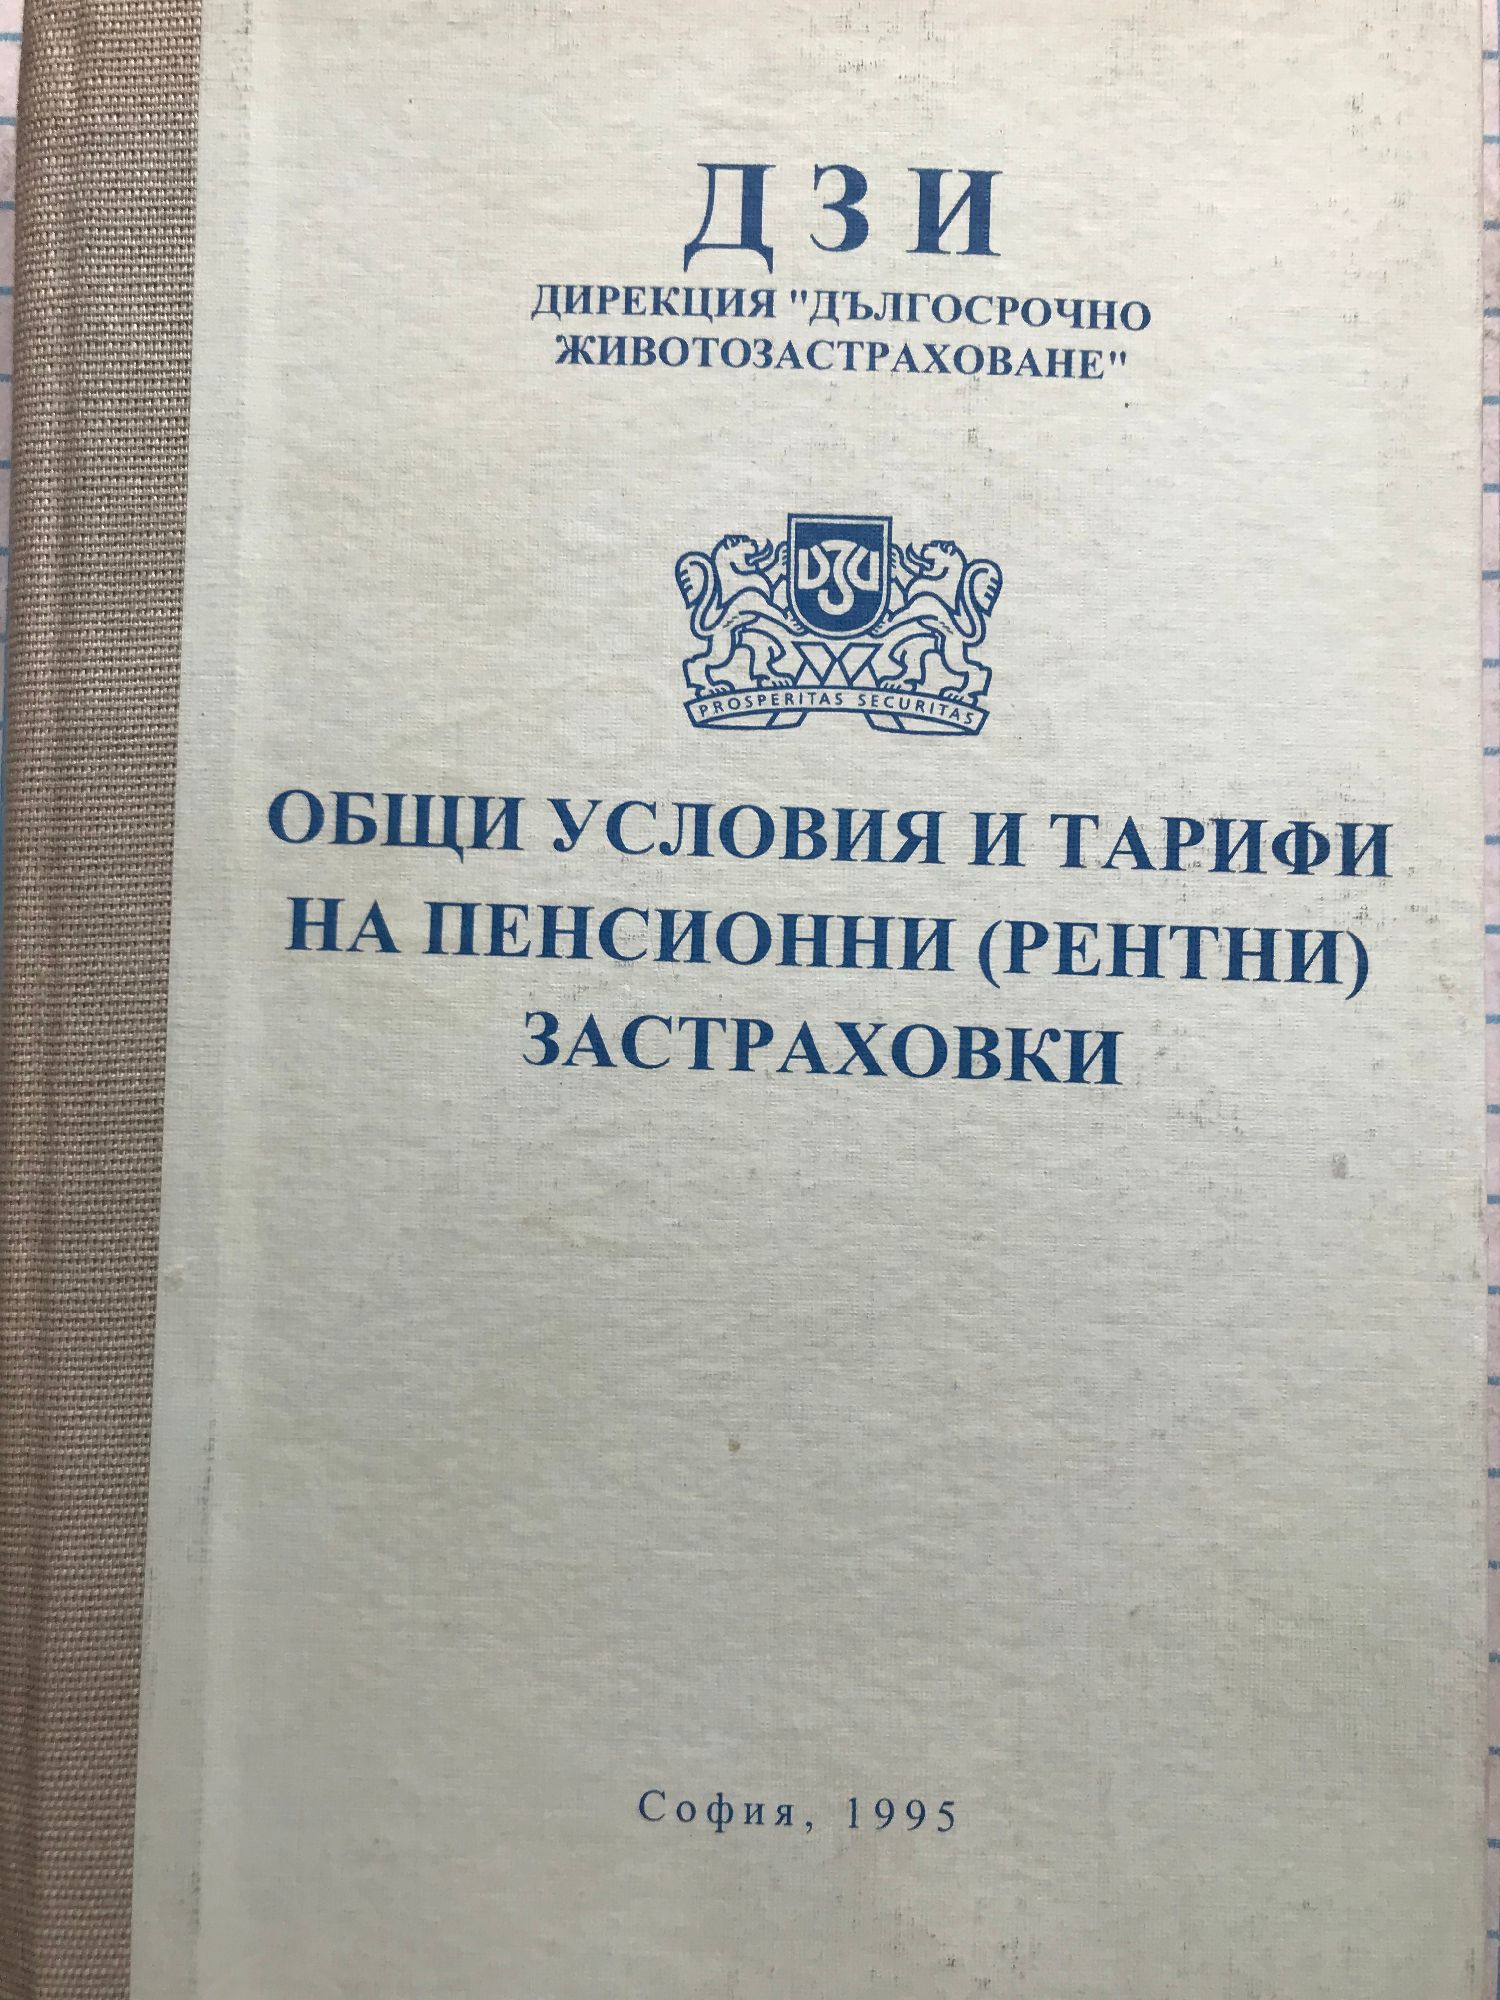 ДЗИ
ДИРЕКЦИЯ "ДЪЛГОСРОЧНО
ЖИВОТОЗАСТРАХОВАНЕ"
ДЗИ
PROSPERITAS SECURITAS
ОБЩИ УСЛОВИЯ И ТАРИФИ
НА ПЕНСИОННИ (РЕНТНИ)
ЗАСТРАХОВКИ
София, 1995